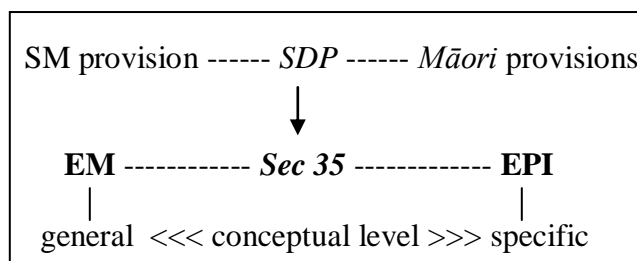 SM provision ------ SDP ------ Māori provisions
EM ------------ Sec 35 ------------- EPI
general <<< conceptual level >>> specific